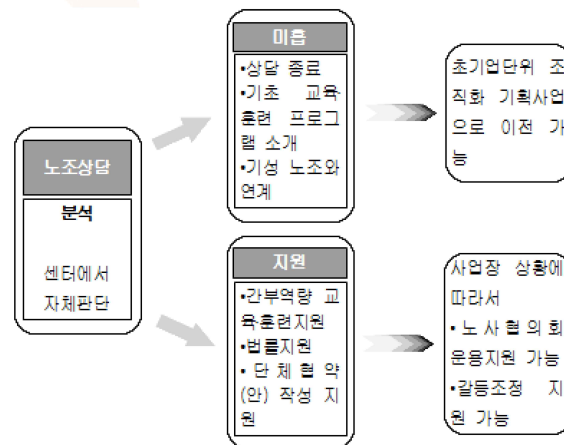 노조상담
분석
센터에서
자체판단
미흡
•상담 종료
•기초 교육·
훈련 프로그
램 소개
•기성 노조와
연계
초기업단위 조
직화 기획사업
으로 이전 가
능
지원
•간부역량 교
육·훈련지원
•법률지원
• 단 체 협 약
(안) 작성 지
원
사업장 상황에
따라서
• 노 사 협 의 회
운용지원 가능
•갈등조정 지
원 가능